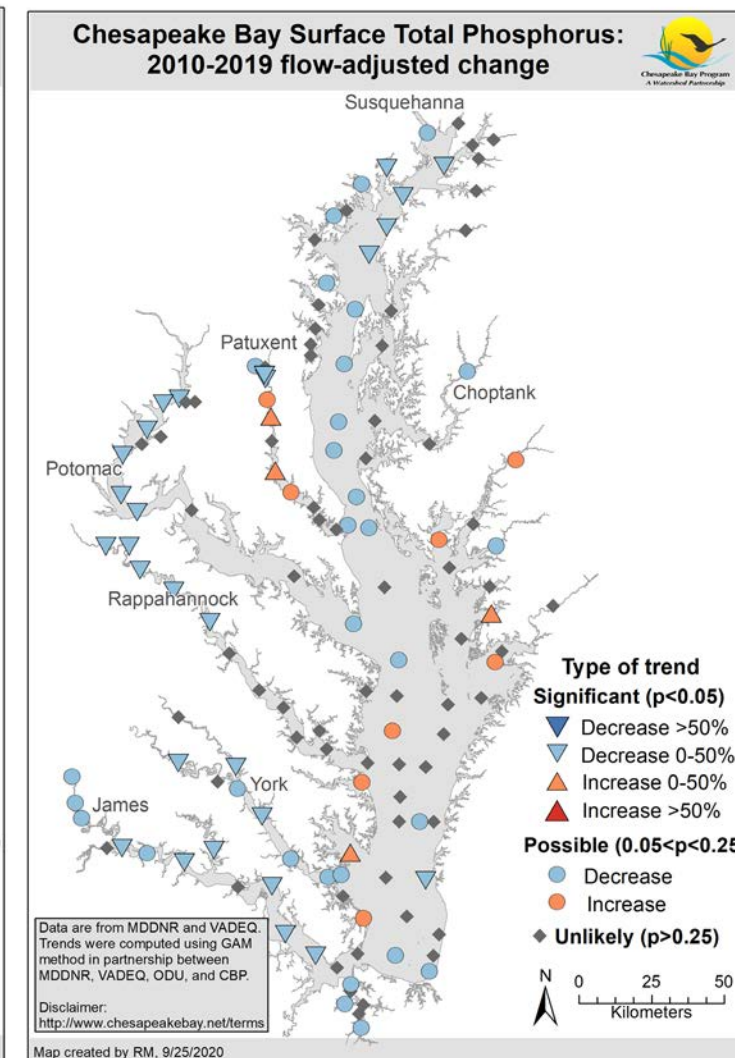 Chesapeake Bay Surface Total Phosphorus:
2010-2019 flow-adjusted change
Chesapeake Bay Program
A Watershed Partnership
Susquehanna
Patuxent
Choptank
Potomac
Rappahannock
York
James
Type of trend
Significant (p<0.05)
Decrease >50%
Decrease 0-50%
Increase 0-50%
Increase >50%
Possible (0.05<p<0.25
Decrease
Increase
Unlikely (p>0.25)
N
0 25 50
Kilometers
Data are from MDDNR and VADEQ.
Trends were computed using GAM
method in partnership between
MDDNR, VADEQ, ODU, and CBP.
Disclaimer:
http://www.chesapeakebay.net/terms
Map created by RM, 9/25/2020